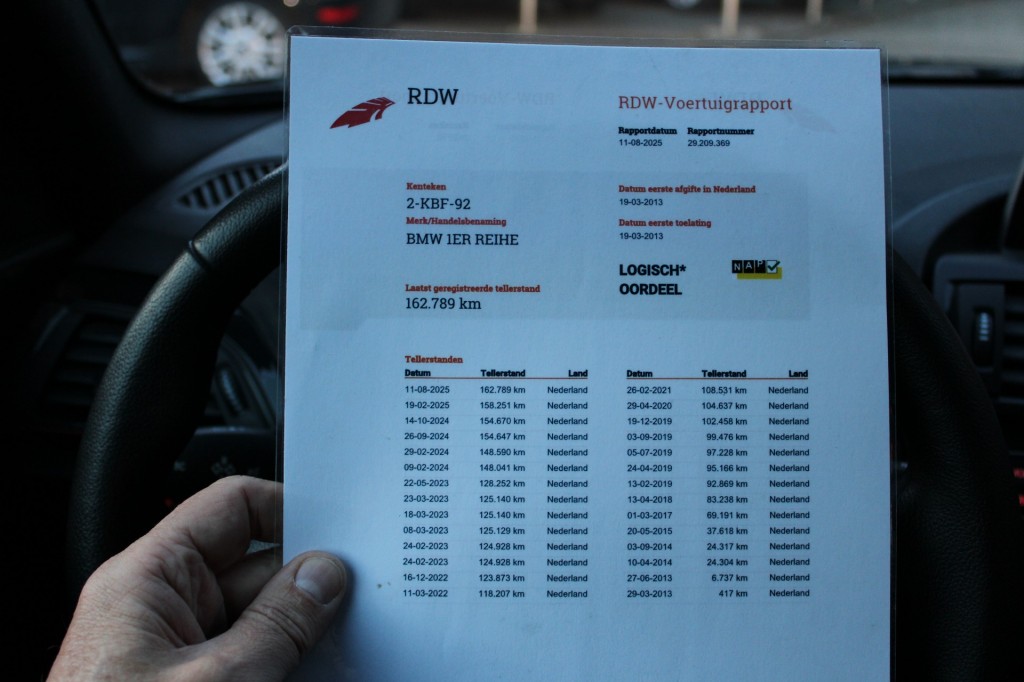 RDW
RDW-Voertuigrapport
Rapportdatum Rapportnummer
11-08-2025 29.209.369
Kenteken
2-KBF-92
Merk/Handelsbenaming
BMW 1ER REIHE
Laatst geregistreerde tellerstand
162.789 km
Datum eerste afgifte in Nederland
19-03-2013
Datum eerste toelating
19-03-2013
LOGISCH*
OORDEEL
NAP
Tellerstanden
Datum Tellerstand Land
11-08-2025 162.789 km Nederland
19-02-2025 158.251 km Nederland
14-10-2024 154.670 km Nederland
26-09-2024 154.647 km Nederland
29-02-2024 148.590 km Nederland
09-02-2024 148.041 km Nederland
22-05-2023 128.252 km Nederland
23-03-2023 125.140 km Nederland
18-03-2023 125.140 km Nederland
08-03-2023 125.129 km Nederland
24-02-2023 124.928 km Nederland
24-02-2023 124.928 km Nederland
16-12-2022 123.873 km Nederland
11-03-2022 118.207 km Nederland
Datum Tellerstand Land
26-02-2021 108.531 km Nederland
29-04-2020 104.637 km Nederland
19-12-2019 102.458 km Nederland
03-09-2019 99.476 km Nederland
05-07-2019 97.228 km Nederland
24-04-2019 95.166 km Nederland
13-02-2019 92.869 km Nederland
13-04-2018 83.238 km Nederland
01-03-2017 69.191 km Nederland
20-05-2015 37.618 km Nederland
03-09-2014 24.317 km Nederland
10-04-2014 24.304 km Nederland
27-06-2013 6.737 km Nederland
29-03-2013 417 km Nederland